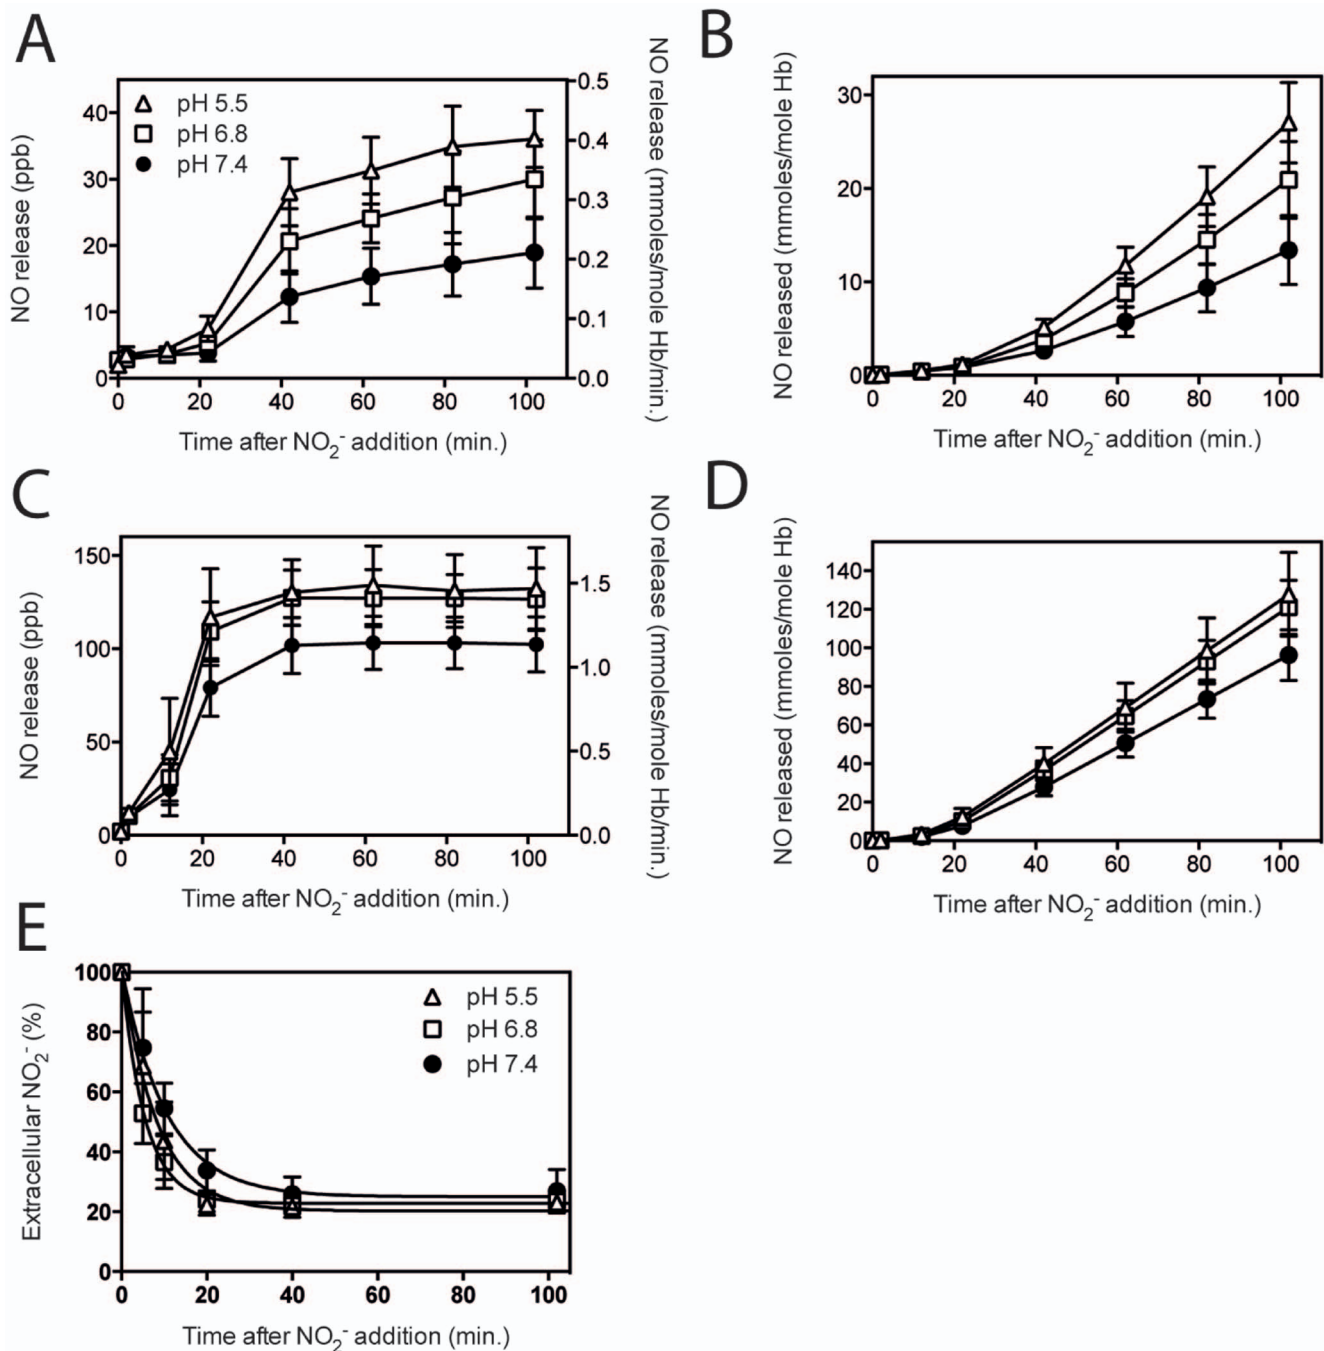 A
NO release (ppb)
40
30
20
10
0
pH 5.5
pH 6.8
pH 7.4
0.5
0.4
0.3
0.2
0.1
0.0
NO release (mmoles/mole Hb/min.)
0 20 40 60 80 100
Time after NO₂⁻ addition (min.)
B
NO released (mmoles/mole Hb)
30
20
10
0
0 20 40 60 80 100
Time after NO₂⁻ addition (min.)
C
NO release (ppb)
150
100
50
0
1.5
1.0
0.5
0.0
NO release (mmoles/mole Hb/min.)
0 20 40 60 80 100
Time after NO₂⁻ addition (min.)
D
NO released (mmoles/mole Hb)
140
120
100
80
60
40
20
0
0 20 40 60 80 100
Time after NO₂⁻ addition (min.)
E
Extracellular NO₂⁻ (%)
100
80
60
40
20
0
pH 5.5
pH 6.8
pH 7.4
0 20 40 60 80 100
Time after NO₂⁻ addition (min.)